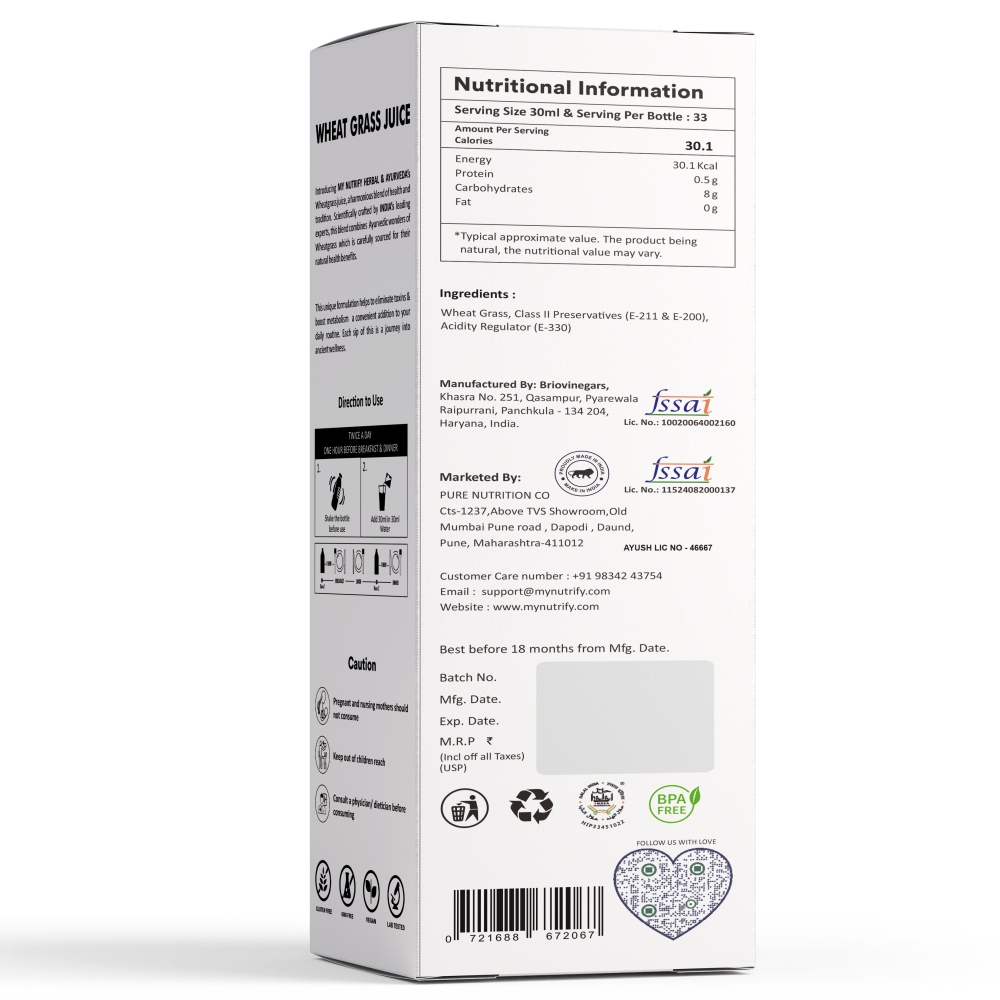 WHEAT GRASS JUICE
Introducing MY NUTRIFY HERBAL & AYURVEDA's
Wheatgrass juice, a harmonious blend of health and
tradition. Scientifically crafted by INDIA's leading
experts, this blend combines Ayurvedic wonders of
Wheatgrass which is carefully sourced for their
natural health benefits.
This unique formulation helps to eliminate toxins &
boost metabolism a convenient addition to your
daily routine. Each sip of this is a journey into
ancient wellness.
Direction to Use
TWICE A DAY
ONE HOUR BEFORE BREAKFAST & DINNER
1.
2.
Shake the bottle
before use
Add 30ml in 30ml
Water
Caution
Pregnant and nursing mothers should
not consume
Keep out of children reach
Consult a physician/ dietician before
consuming
GLUTEN FREE
GMO FREE
VEGAN
LAB TESTED
Nutritional Information
Serving Size 30ml & Serving Per Bottle : 33
Amount Per Serving
Calories 30.1
Energy 30.1 Kcal
Protein 0.5 g
Carbohydrates 8 g
Fat 0 g
*Typical approximate value. The product being
natural, the nutritional value may vary.
Ingredients :
Wheat Grass, Class II Preservatives (E-211 & E-200),
Acidity Regulator (E-330)
Manufactured By: Briovinegars,
Khasra No. 251, Qasampur, Pyarewala
Raipurrani, Panchkula - 134 204,
Haryana, India.
fssai
Lic. No.: 10020064002160
Marketed By:
PROUDLY MADE IN INDIA
MADE IN INDIA
fssai
Lic. No.: 11524082000137
PURE NUTRITION CO
Cts-1237,Above TVS Showroom,Old
Mumbai Pune road , Dapodi , Daund,
Pune, Maharashtra-411012
AYUSH LIC NO - 46667
Customer Care number : +91 98342 43754
Email : support@mynutrify.com
Website : www.mynutrify.com
Best before 18 months from Mfg. Date.
Batch No.
Mfg. Date.
Exp. Date.
M.R.P ₹
(Incl off all Taxes)
(USP)
HALAL INDIA
HIP23451022
BPA
FREE
FOLLOW US WITH LOVE
0 721688 672067